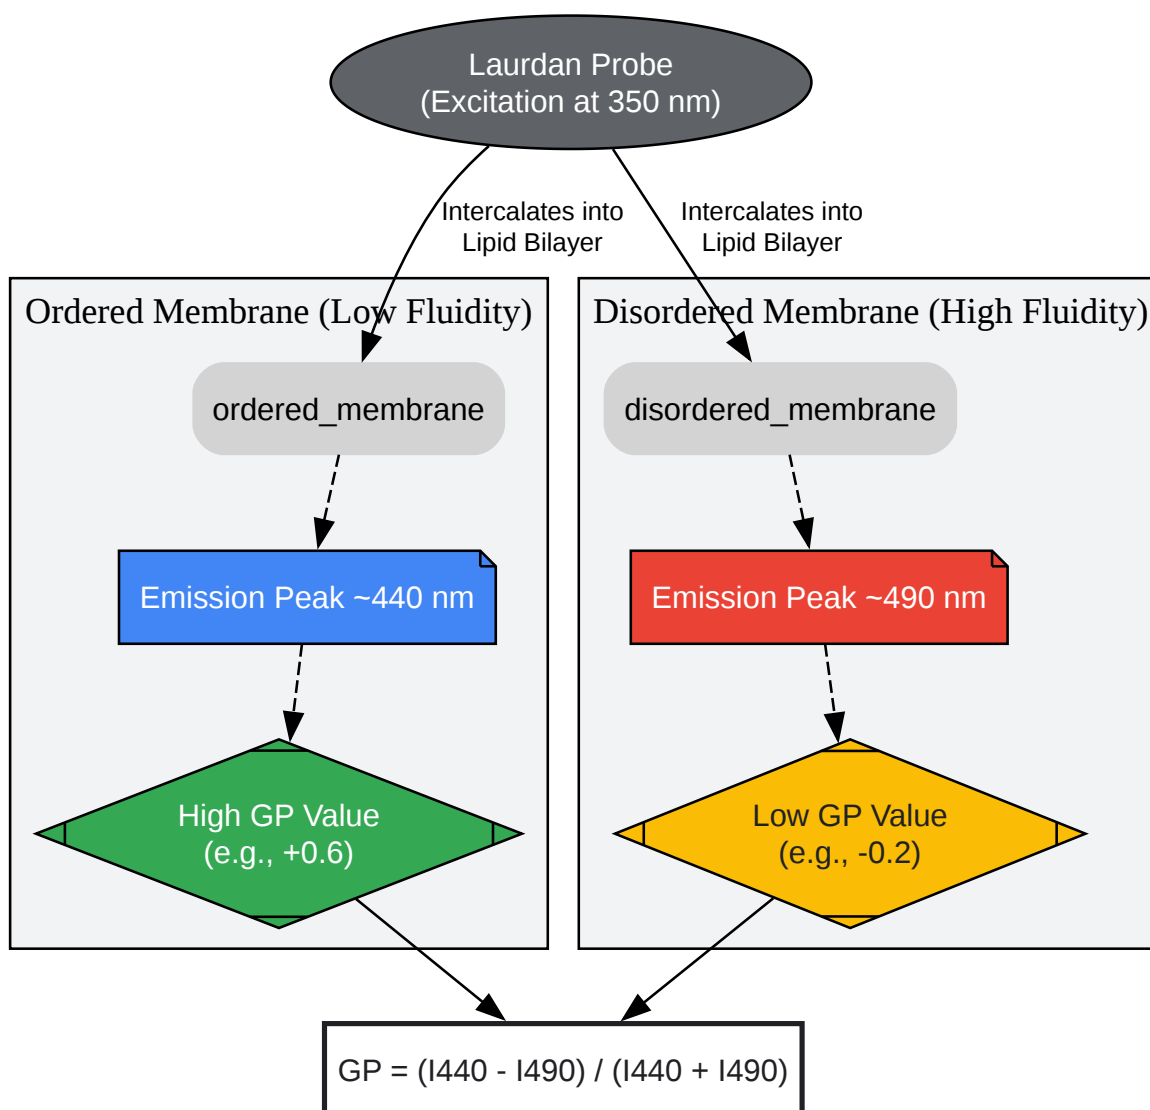 Laurdan Probe
(Excitation at 350 nm)
Intercalates into
Lipid Bilayer
Intercalates into
Lipid Bilayer
Ordered Membrane (Low Fluidity)
ordered_membrane
Emission Peak ~440 nm
High GP Value
(e.g., +0.6)
Disordered Membrane (High Fluidity)
disordered_membrane
Emission Peak ~490 nm
Low GP Value
(e.g., -0.2)
GP = (I440 - I490) / (I440 + I490)